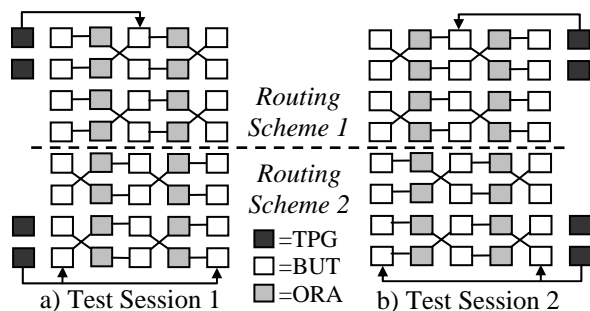 Routing
Scheme 1
Routing
Scheme 2
=TPG
=BUT
=ORA
a) Test Session 1
b) Test Session 2